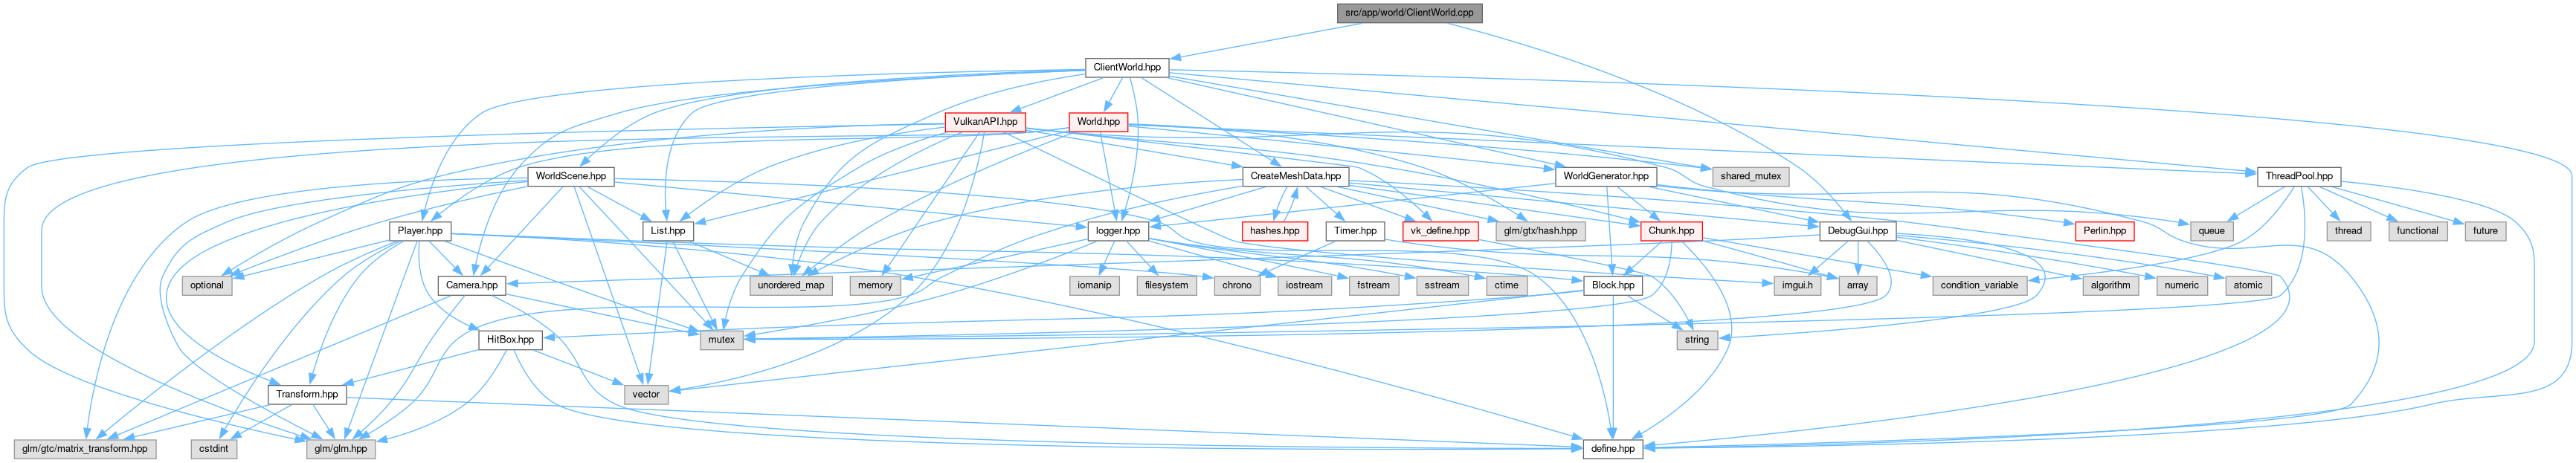 src/app/world/ClientWorld.cpp
ClientWorld.hpp
VulkanAPI.hpp
World.hpp
WorldScene.hpp
CreateMeshData.hpp
WorldGenerator.hpp
shared_mutex
ThreadPool.hpp
Player.hpp
List.hpp
logger.hpp
hashes.hpp
Timer.hpp
vk_define.hpp
glm/gtx/hash.hpp
Chunk.hpp
DebugGui.hpp
Perlin.hpp
queue
thread
functional
future
optional
Camera.hpp
unordered_map
memory
iomanip
filesystem
chrono
iostream
fstream
sstream
ctime
Block.hpp
imgui.h
array
condition_variable
algorithm
numeric
atomic
HitBox.hpp
mutex
string
Transform.hpp
vector
glm/gtc/matrix_transform.hpp
cstdint
glm/glm.hpp
define.hpp